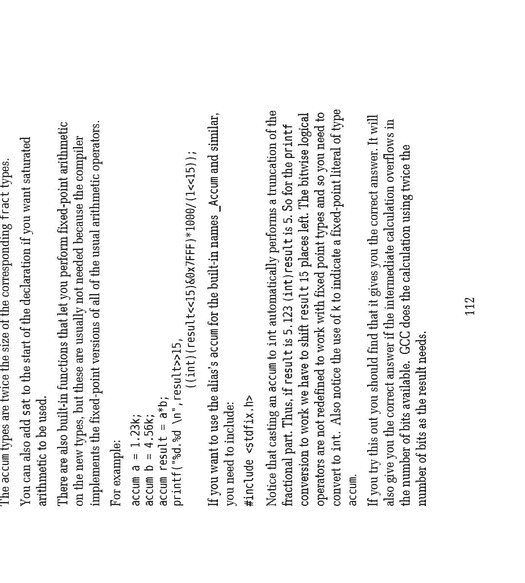 The accum types are twice the size of the corresponding fract types.
You can also add sat to the start of the declaration if you want saturated
arithmetic to be used.
There are also built-in functions that let you perform fixed-point arithmetic
on the new types, but these are usually not needed because the compiler
implements the fixed-point versions of all of the usual arithmetic operators.
For example:
accum a = 1.23k;
accum b = 4.56k;
accum result = a*b;
printf("%d.%d \n",result>>15,
((int)(result<<15)&0x7FFF)*1000/(1<<15));
If you want to use the alias's accum for the built-in names _Accum and similar,
you need to include:
#include <stdfix.h>
Notice that casting an accum to int automatically performs a truncation of the
fractional part. Thus, if result is 5.123 (int)result is 5. So for the printf
conversion to work we have to shift result 15 places left. The bitwise logical
operators are not redefined to work with fixed point types and so you need to
convert to int.  Also notice the use of k to indicate a fixed-point literal of type
accum.
If you try this out you should find that it gives you the correct answer. It will
also give you the correct answer if the intermediate calculation overflows in
the number of bits available.  GCC does the calculation using twice the
number of bits as the result needs.
112